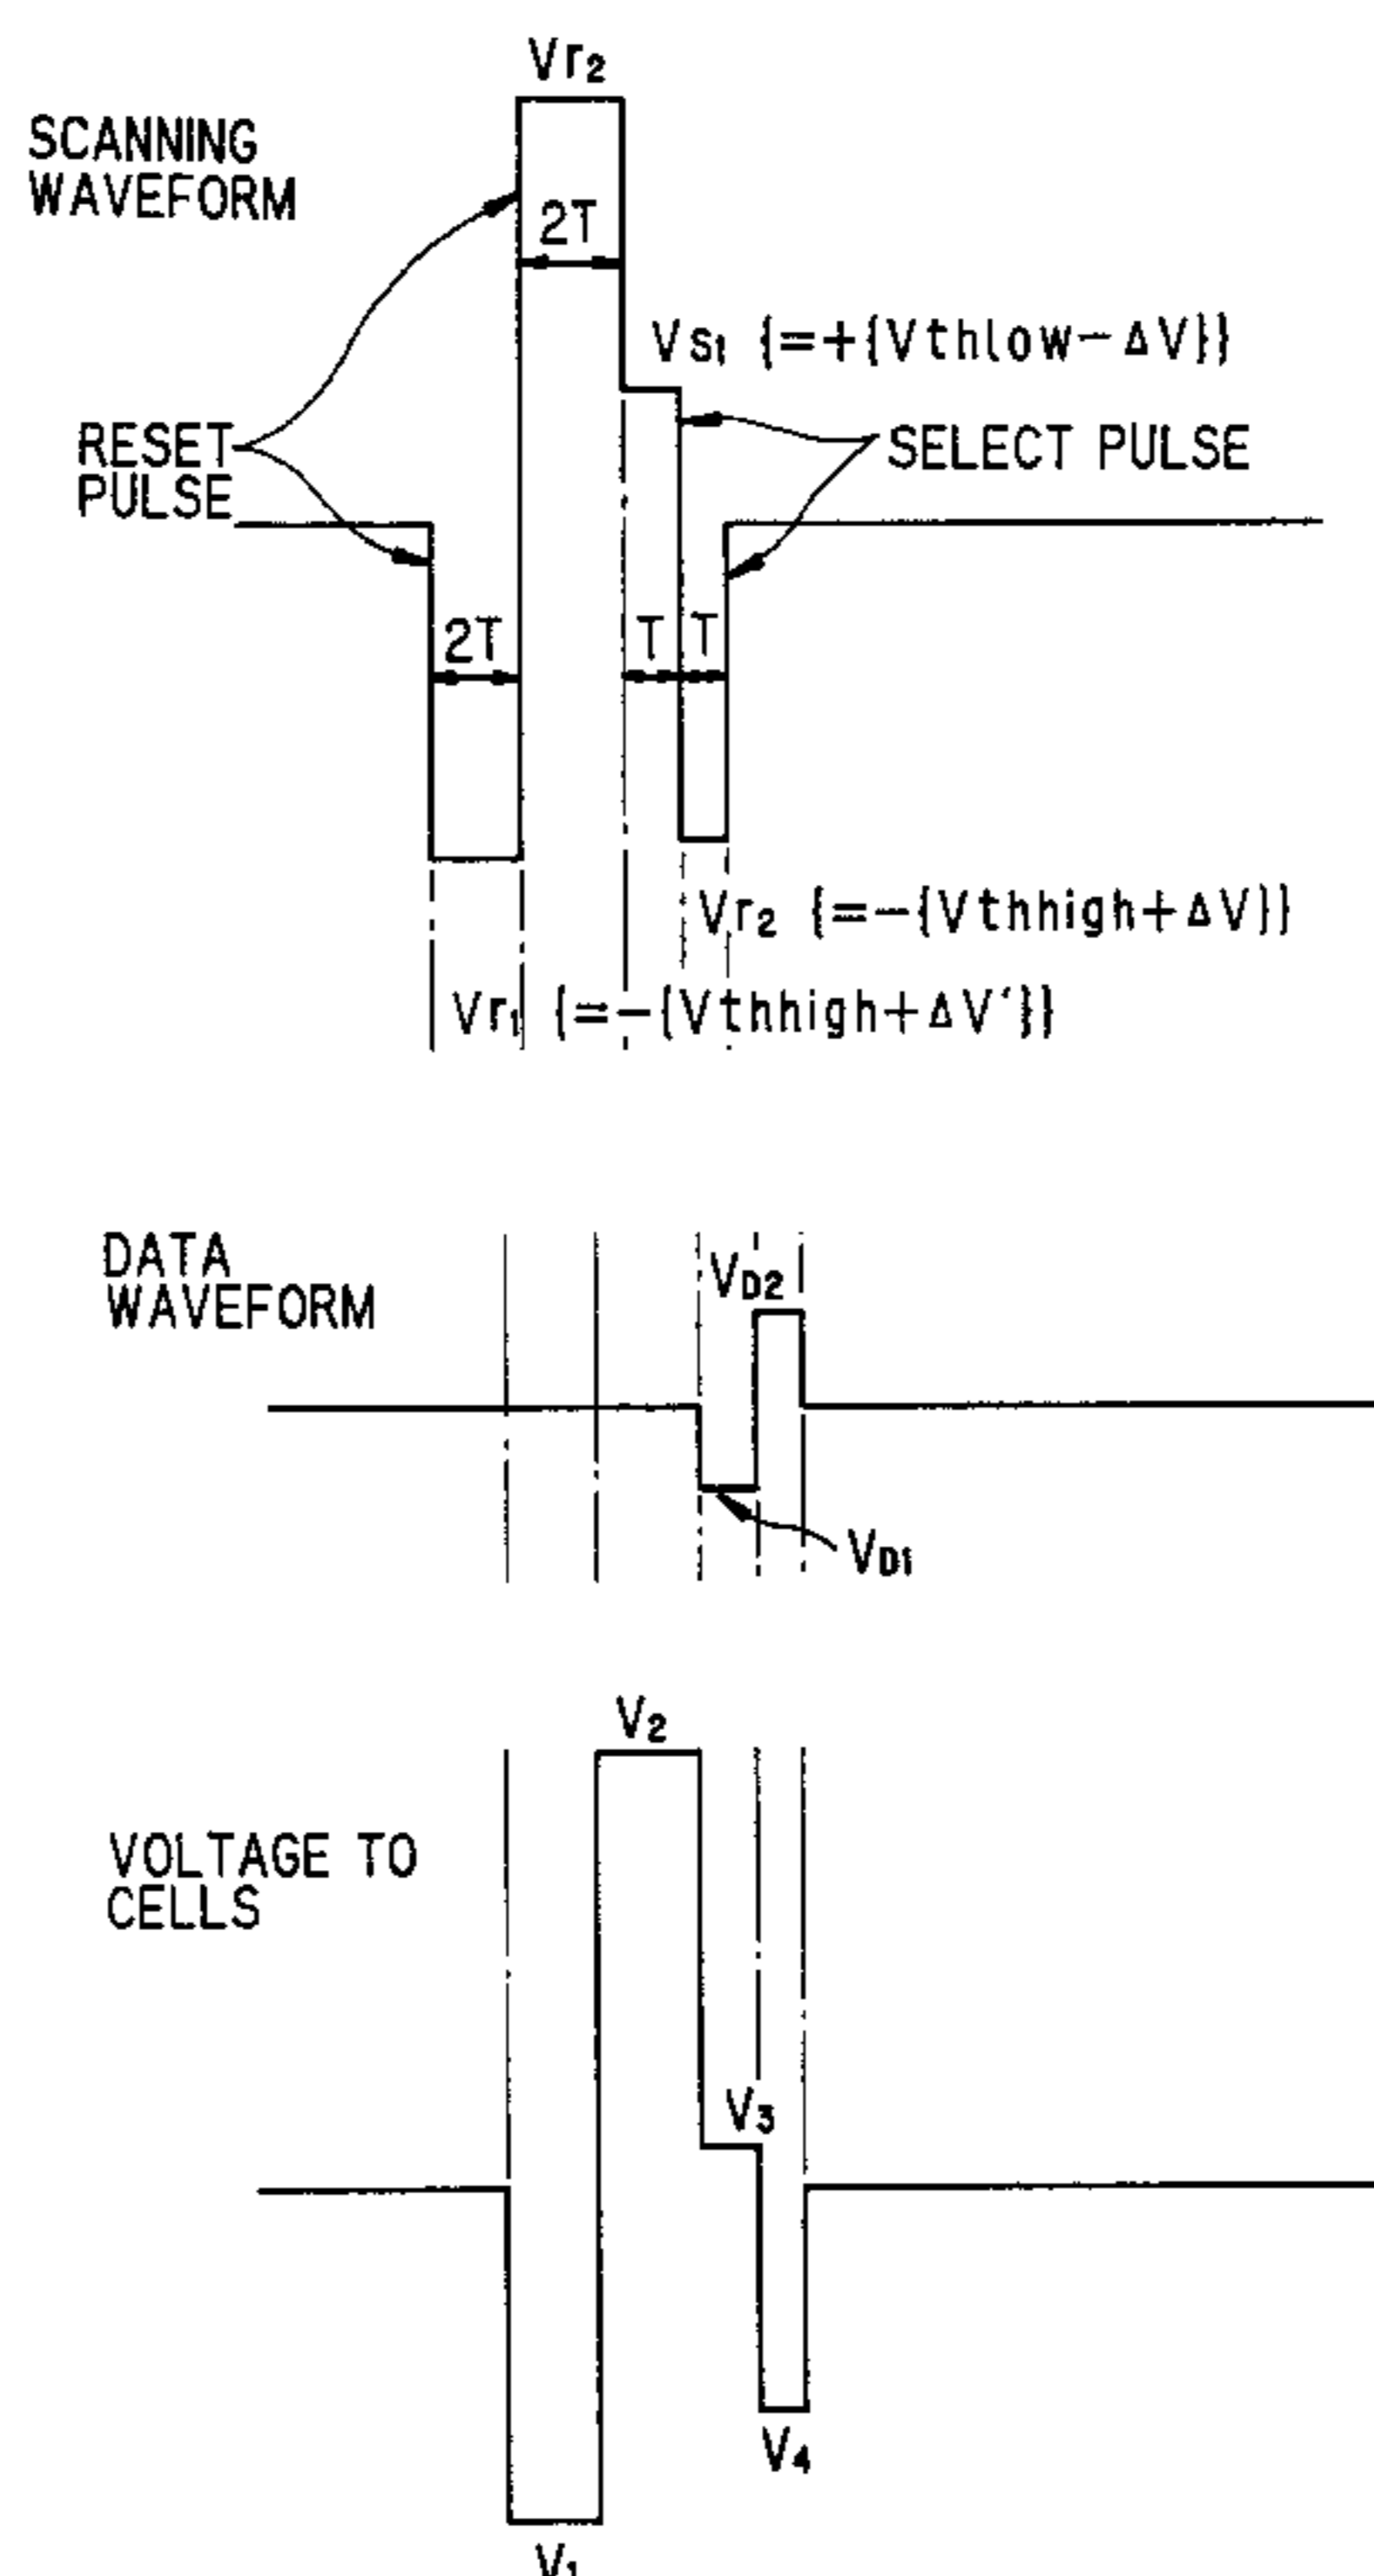 Vr₂
SCANNING
WAVEFORM
2T
Vs₁ (=+(Vthlow-ΔV))
RESET
PULSE
SELECT PULSE
2T
T
T
Vr₂ (=-(Vthhigh+ΔV))
Vr₁ (=-(Vthhigh+ΔV´))
DATA
WAVEFORM
VD2
VD1
V₂
VOLTAGE TO
CELLS
V₃
V₄
V₁